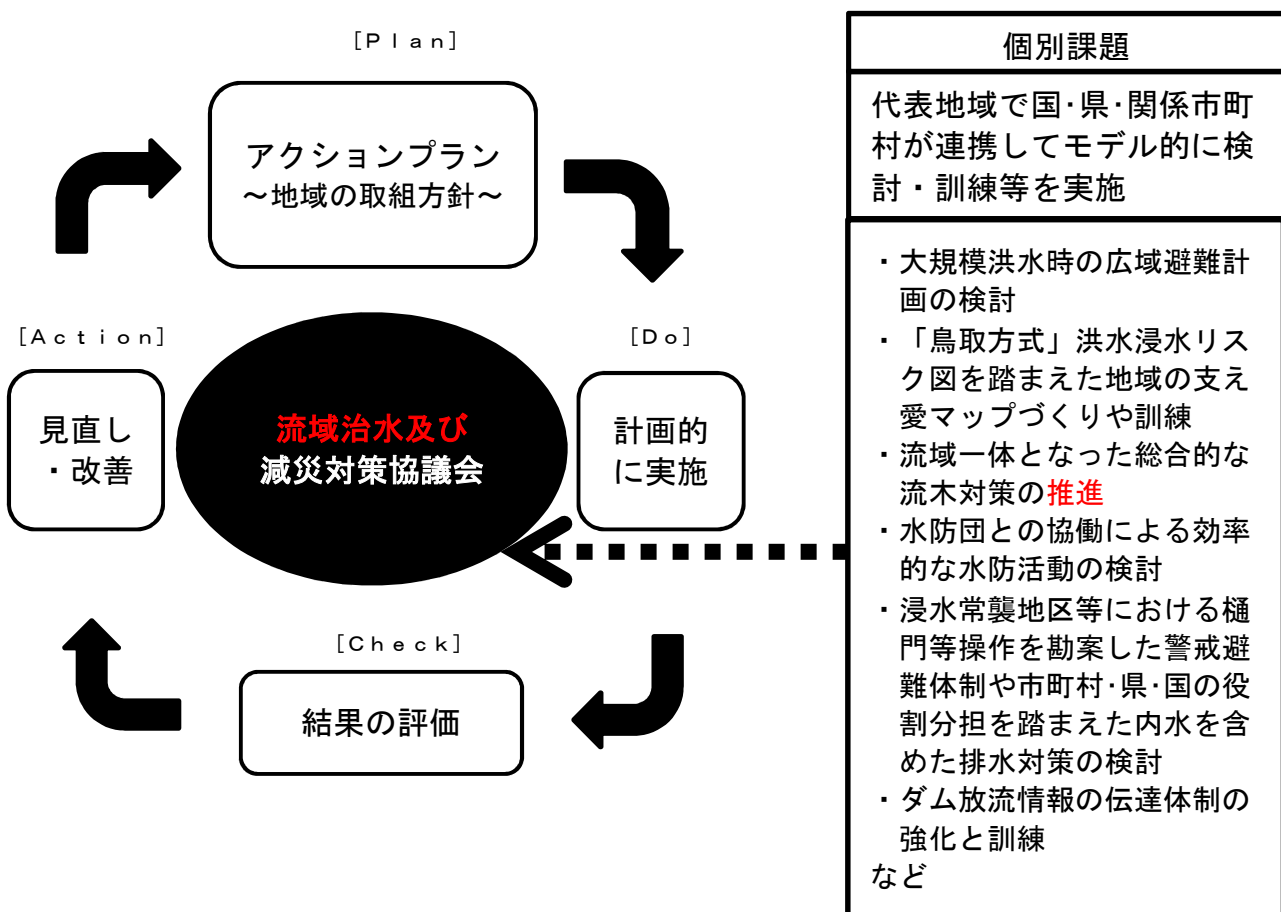 [Plan]
アクションプラン
～地域の取組方針～
[Action]
見直し
・改善
流域治水及び
減災対策協議会
[Do]
計画的
に実施
[Check]
結果の評価
個別課題
代表地域で国･県･関係市町
村が連携してモデル的に検
討・訓練等を実施
・大規模洪水時の広域避難計
画の検討
・「鳥取方式」洪水浸水リス
ク図を踏まえた地域の支え
愛マップづくりや訓練
・流域一体となった総合的な
流木対策の推進
・水防団との協働による効率
的な水防活動の検討
・浸水常襲地区等における樋
門等操作を勘案した警戒避
難体制や市町村･県･国の役
割分担を踏まえた内水を含
めた排水対策の検討
・ダム放流情報の伝達体制の
強化と訓練
など